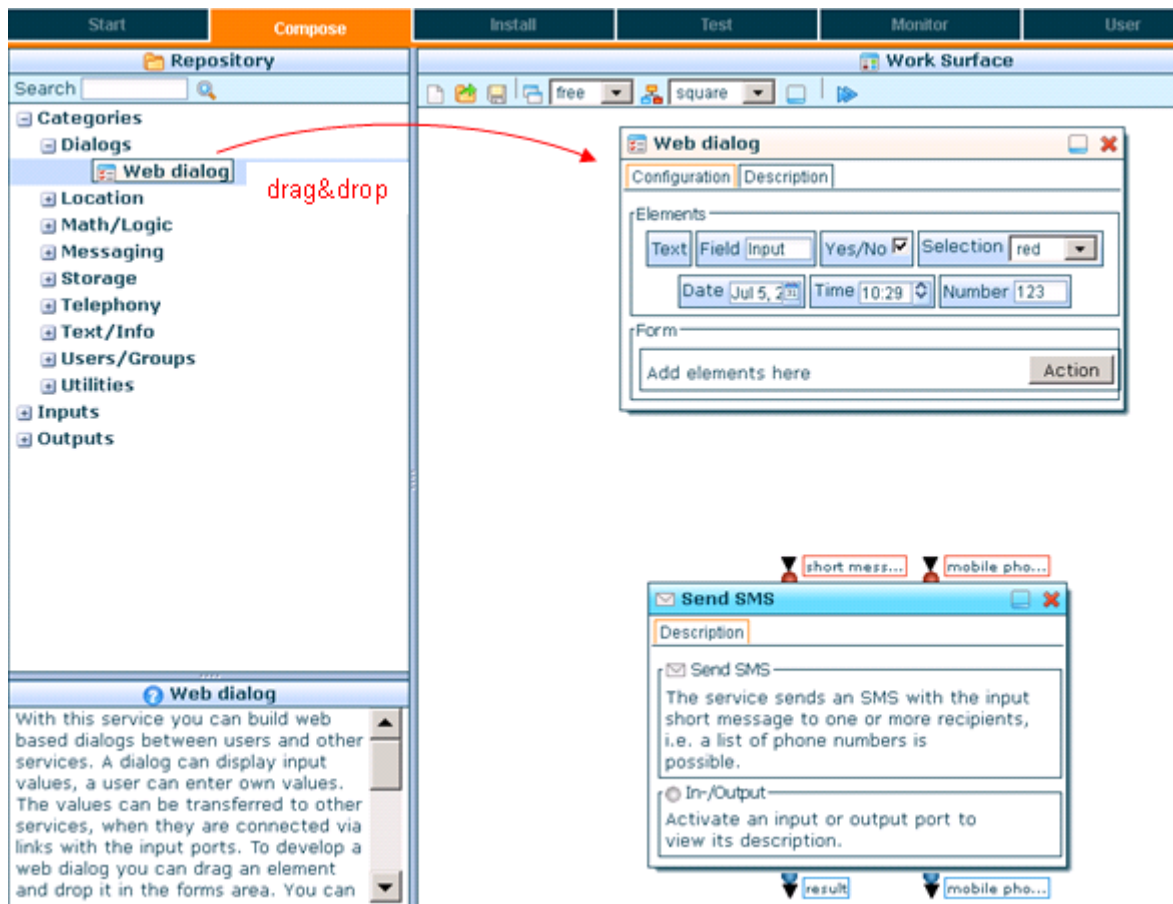 Start Compose Install Test Monitor User
Repository
Search
Categories
Dialogs
Web dialog
Location
Math/Logic
Messaging
Storage
Telephony
Text/Info
Users/Groups
Utilities
Inputs
Outputs
drag&drop
Web dialog
With this service you can build web
based dialogs between users and other
services. A dialog can display input
values, a user can enter own values.
The values can be transferred to other
services, when they are connected via
links with the input ports. To develop a
web dialog you can drag an element
and drop it in the forms area. You can
Work Surface
free square
Web dialog
Configuration Description
Elements
Text Field Input Yes/No Selection red
Date Jul 5, 2 31 Time 10:29 Number 123
Form
Add elements here Action
short mess... mobile pho...
Send SMS
Description
Send SMS
The service sends an SMS with the input
short message to one or more recipients,
i.e. a list of phone numbers is
possible.
In-/Output
Activate an input or output port to
view its description.
result mobile pho...